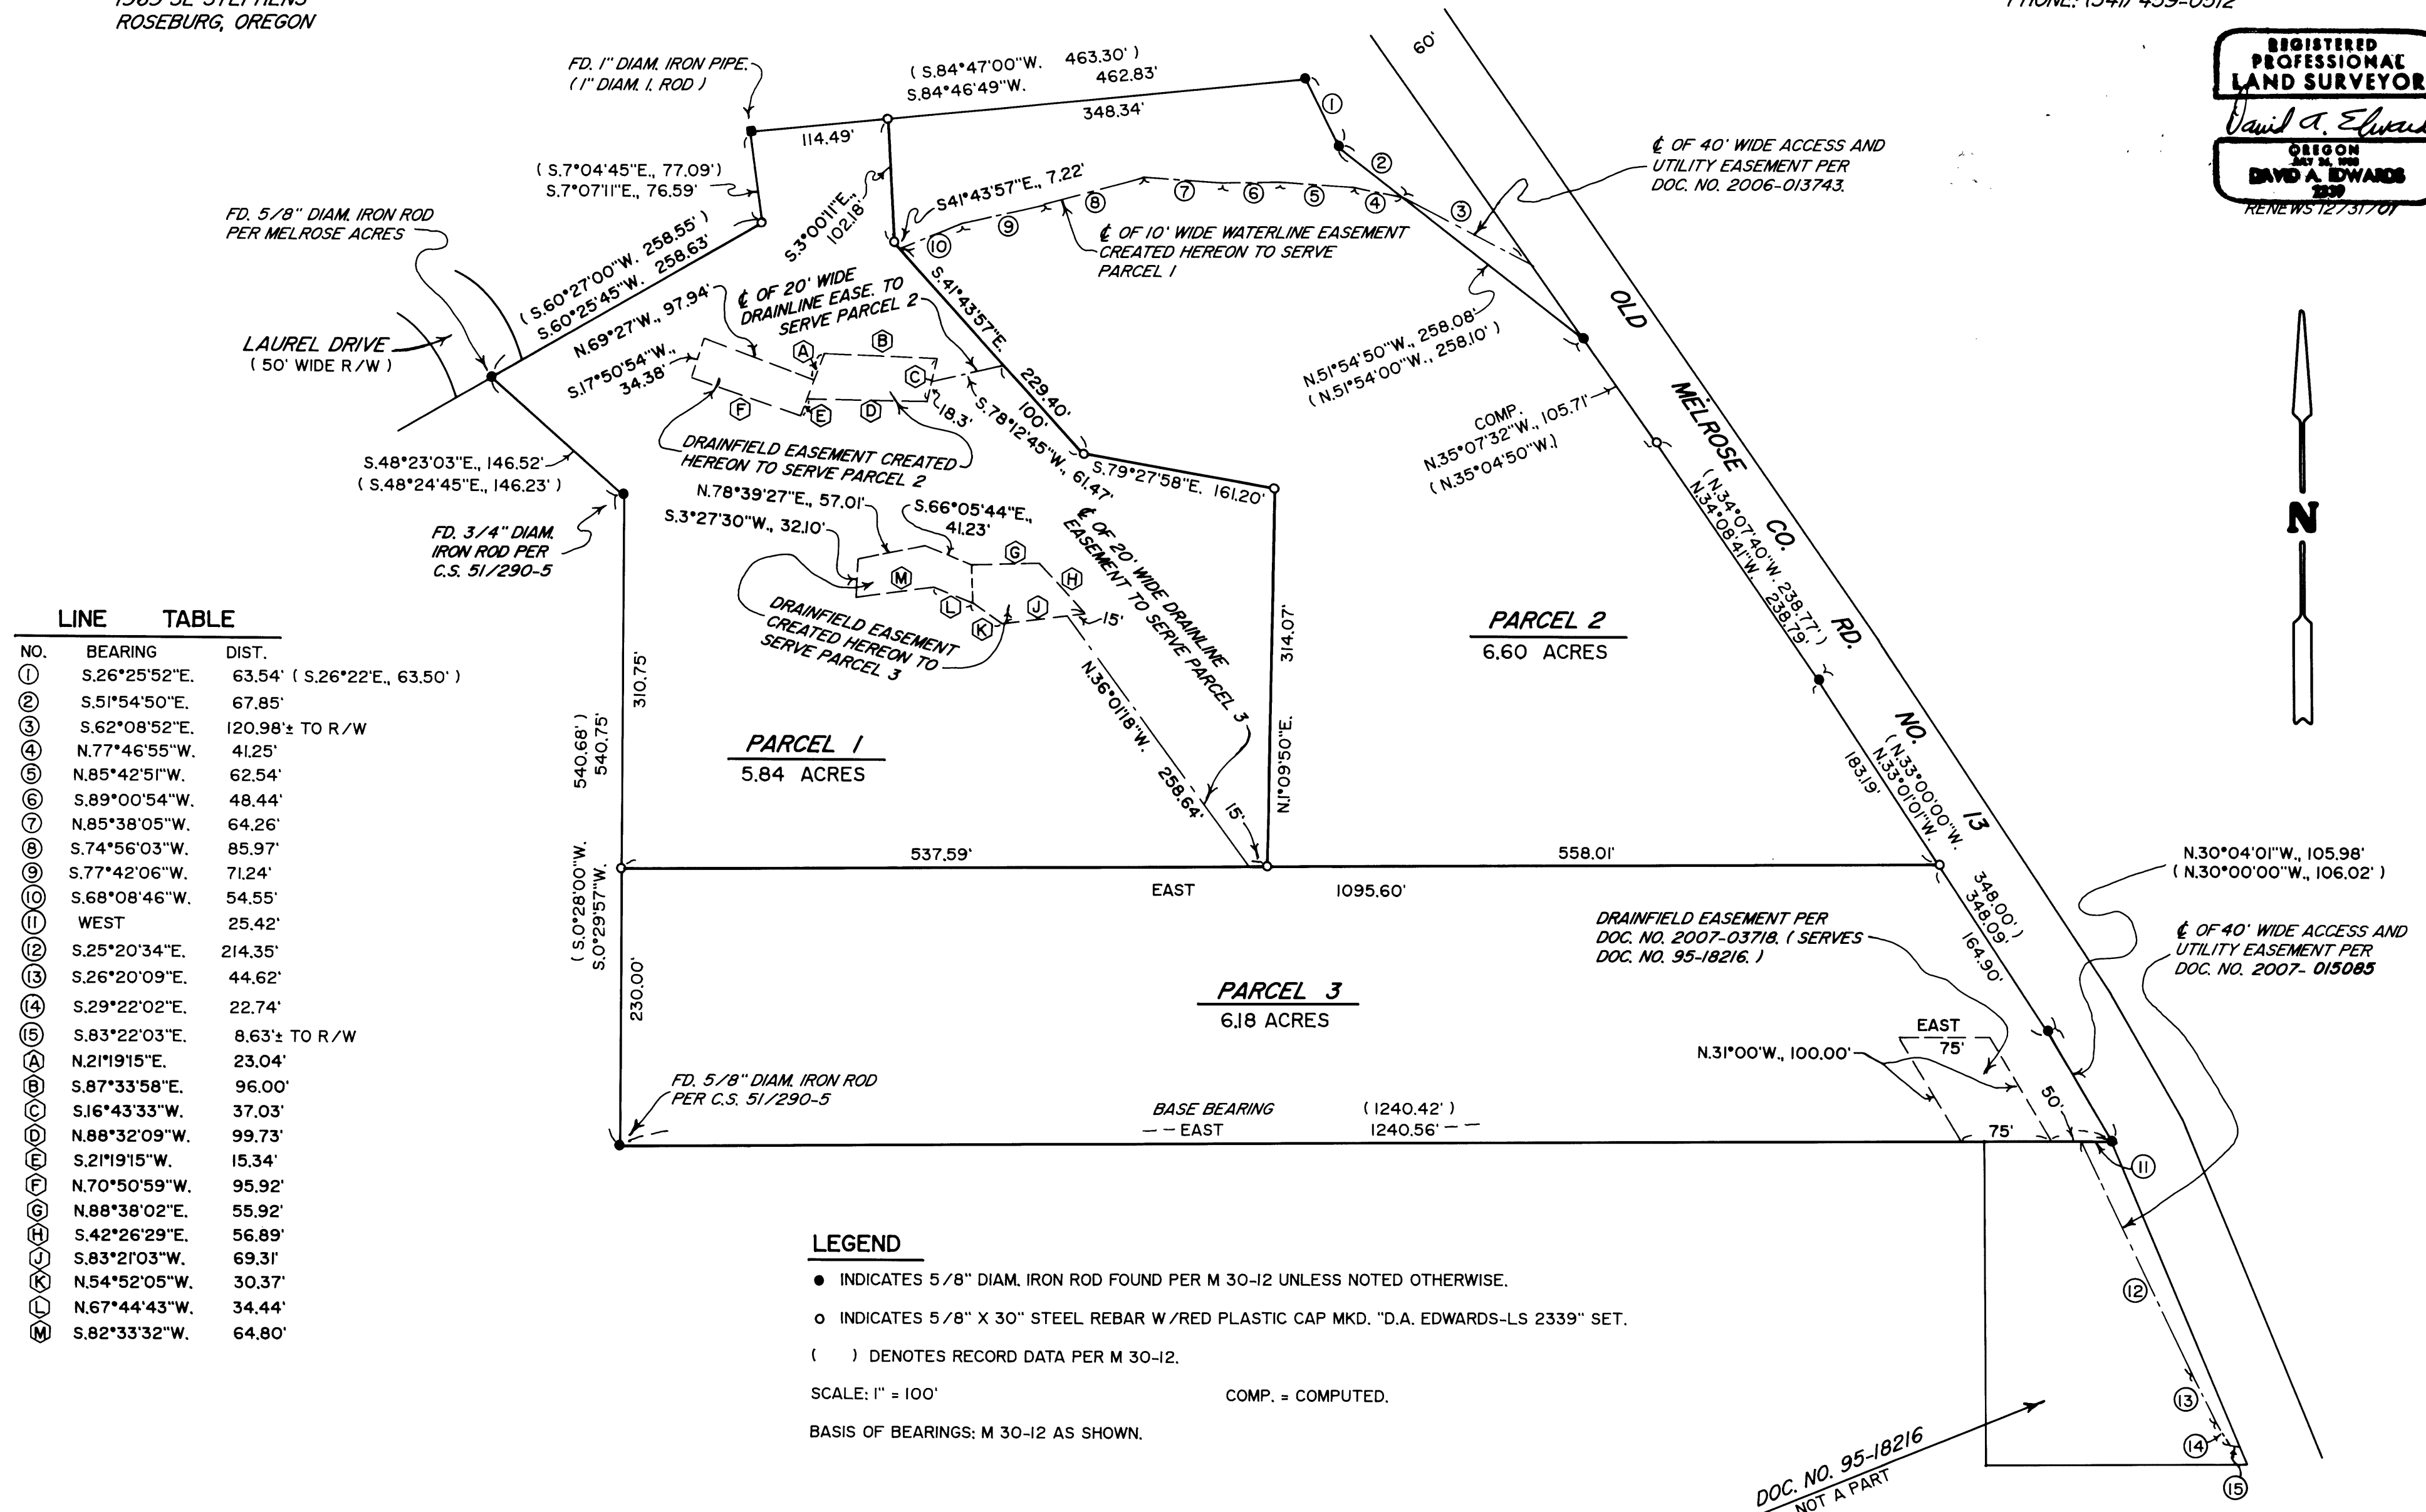 1969 SE STEPHENS
ROSEBURG, OREGON
PHONE: (541) 459-0512
REGISTERED
PROFESSIONAL
LAND SURVEYOR
David A. Edwards
OREGON
DAVID A. EDWARDS
2339
RENEWS 12/31/07
FD. 1" DIAM. IRON PIPE.
( 1" DIAM. I. ROD )
( S.84°47'00"W. 463.30' )
S.84°46'49"W. 462.83'
114.49'
348.34'
60'
1
2
3
4
5
6
7
8
9
10
( S.7°04'45"E., 77.09')
S.7°07'11"E., 76.59'
S.3°00'11"E.,
102.18'
S41°43'57"E., 7.22'
℄ OF 40' WIDE ACCESS AND
UTILITY EASEMENT PER
DOC. NO. 2006-013743.
℄ OF 10' WIDE WATERLINE EASEMENT
CREATED HEREON TO SERVE
PARCEL 1
FD. 5/8" DIAM. IRON ROD
PER MELROSE ACRES
( S.60°27'00"W. 258.55' )
S.60°25'45"W. 258.63'
LAUREL DRIVE
( 50' WIDE R/W )
N.69°27'W., 97.94'
S.17°50'54"W.,
34.38'
℄ OF 20' WIDE
DRAINLINE EASE. TO
SERVE PARCEL 2
A
B
C
D
E
F
18.3'
S.41°43'57"E.
229.40'
100'
S.78°12'45"W., 61.47'
DRAINFIELD EASEMENT CREATED
HEREON TO SERVE PARCEL 2
S.79°27'58"E. 161.20'
N.51°54'50"W., 258.08'
( N.51°54'00"W., 258.10' )
COMP.
N.35°07'32"W., 105.71'
( N.35°04'50"W.)
OLD MELROSE CO. RD. NO. 13
( N.34°07'40"W. 238.77' )
N.34°08'41"W. 238.79'
S.48°23'03"E., 146.52'
( S.48°24'45"E., 146.23' )
FD. 3/4" DIAM.
IRON ROD PER
C.S. 51/290-5
N.78°39'27"E., 57.01'
S.3°27'30"W., 32.10'
S.66°05'44"E.,
41.23'
G
H
J
K
L
M
15'
DRAINFIELD EASEMENT
CREATED HEREON TO
SERVE PARCEL 3
℄ OF 20' WIDE DRAINLINE
EASEMENT TO SERVE PARCEL 3
N.36°01'18"W. 258.64'
15'
314.07'
N.1°09'50"E.
PARCEL 2
6.60 ACRES
PARCEL 1
5.84 ACRES
310.75'
540.68' )
540.75'
( S.0°28'00"W.
S.0°29'57"W.
230.00'
537.59'
558.01'
EAST 1095.60'
183.19'
( N.33°00'00"W. 348.00' )
N.33°01'01"W. 348.09'
164.90'
N.30°04'01"W., 105.98'
( N.30°00'00"W., 106.02' )
℄ OF 40' WIDE ACCESS AND
UTILITY EASEMENT PER
DOC. NO. 2007- 015085
DRAINFIELD EASEMENT PER
DOC. NO. 2007-03718. ( SERVES
DOC. NO. 95-18216. )
PARCEL 3
6.18 ACRES
EAST
75'
N.31°00'W., 100.00'
50'
75'
FD. 5/8" DIAM. IRON ROD
PER C.S. 51/290-5
BASE BEARING ( 1240.42' )
EAST 1240.56'
11
12
13
14
15
DOC. NO. 95-18216
NOT A PART
N
LINE TABLE
NO. BEARING DIST.
1 S.26°25'52"E. 63.54' ( S.26°22'E., 63.50' )
2 S.51°54'50"E. 67.85'
3 S.62°08'52"E. 120.98'± TO R/W
4 N.77°46'55"W. 41.25'
5 N.85°42'51"W. 62.54'
6 S.89°00'54"W. 48.44'
7 N.85°38'05"W. 64.26'
8 S.74°56'03"W. 85.97'
9 S.77°42'06"W. 71.24'
10 S.68°08'46"W. 54.55'
11 WEST 25.42'
12 S.25°20'34"E. 214.35'
13 S.26°20'09"E. 44.62'
14 S.29°22'02"E. 22.74'
15 S.83°22'03"E. 8.63'± TO R/W
A N.21°19'15"E. 23.04'
B S.87°33'58"E. 96.00'
C S.16°43'33"W. 37.03'
D N.88°32'09"W. 99.73'
E S.21°19'15"W. 15.34'
F N.70°50'59"W. 95.92'
G N.88°38'02"E. 55.92'
H S.42°26'29"E. 56.89'
J S.83°21'03"W. 69.31'
K N.54°52'05"W. 30.37'
L N.67°44'43"W. 34.44'
M S.82°33'32"W. 64.80'
LEGEND
● INDICATES 5/8" DIAM. IRON ROD FOUND PER M 30-12 UNLESS NOTED OTHERWISE.
○ INDICATES 5/8" X 30" STEEL REBAR W/RED PLASTIC CAP MKD. "D.A. EDWARDS-LS 2339" SET.
( ) DENOTES RECORD DATA PER M 30-12.
SCALE: 1" = 100' COMP. = COMPUTED.
BASIS OF BEARINGS: M 30-12 AS SHOWN.